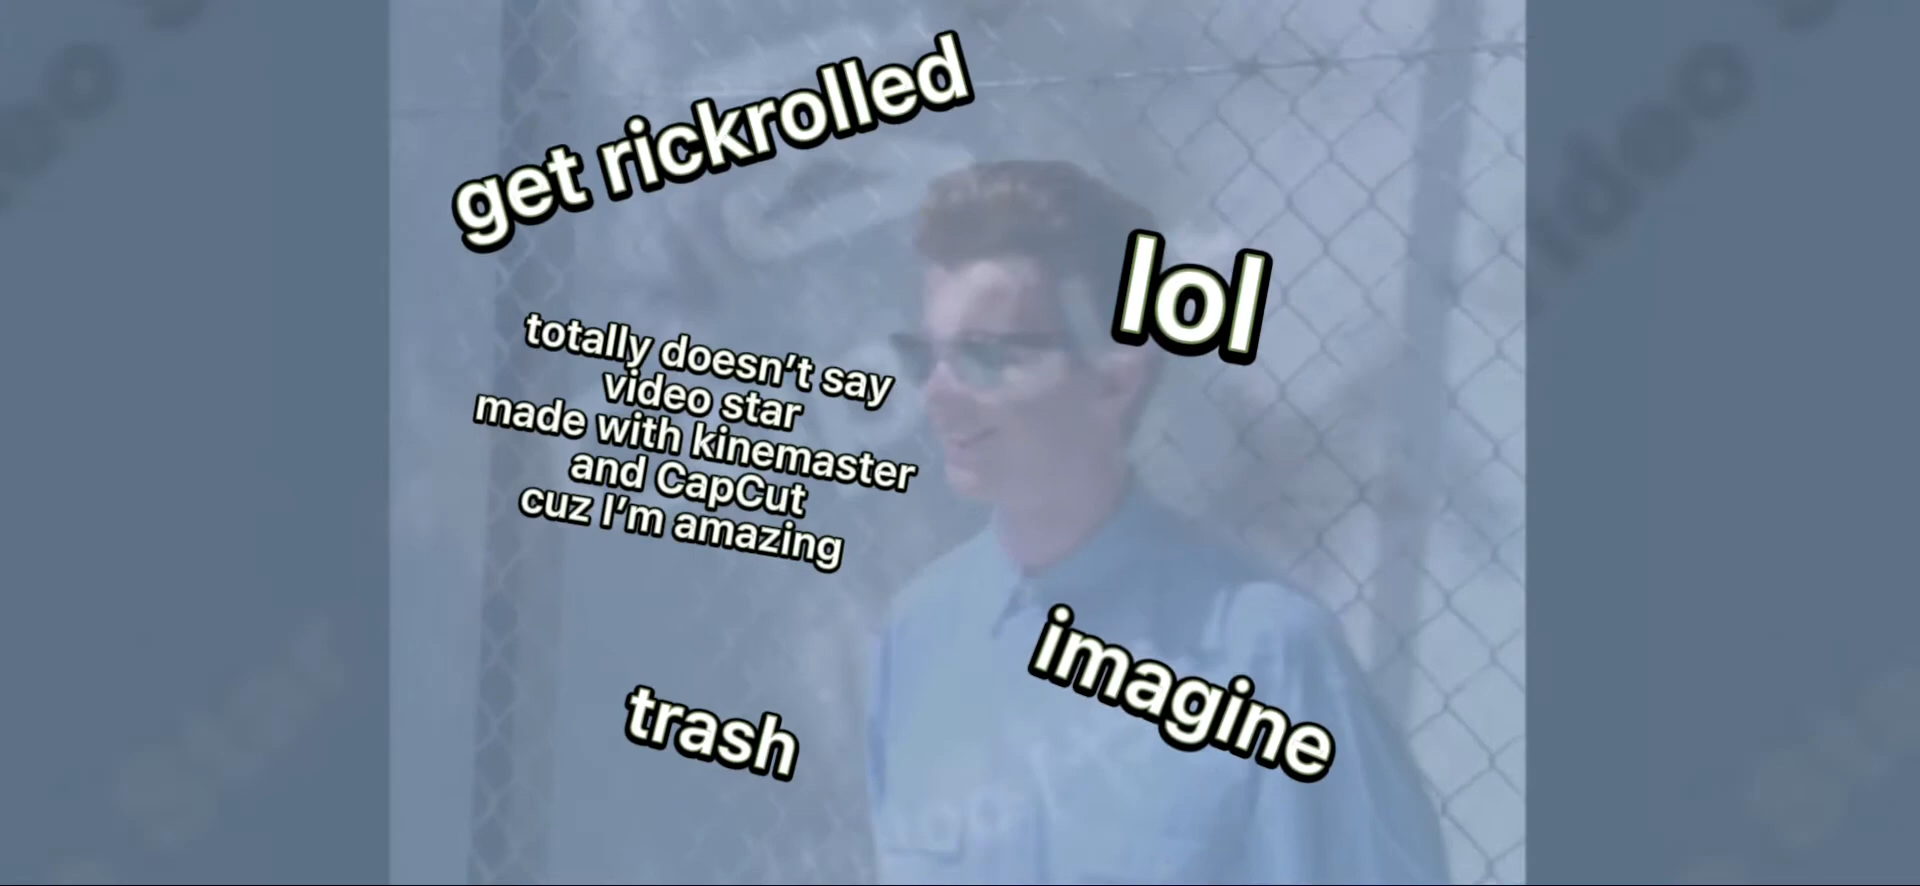 get rickrolled
lol
totally doesn't say
video star
made with kinemaster
and CapCut
cuz I'm amazing
imagine
trash